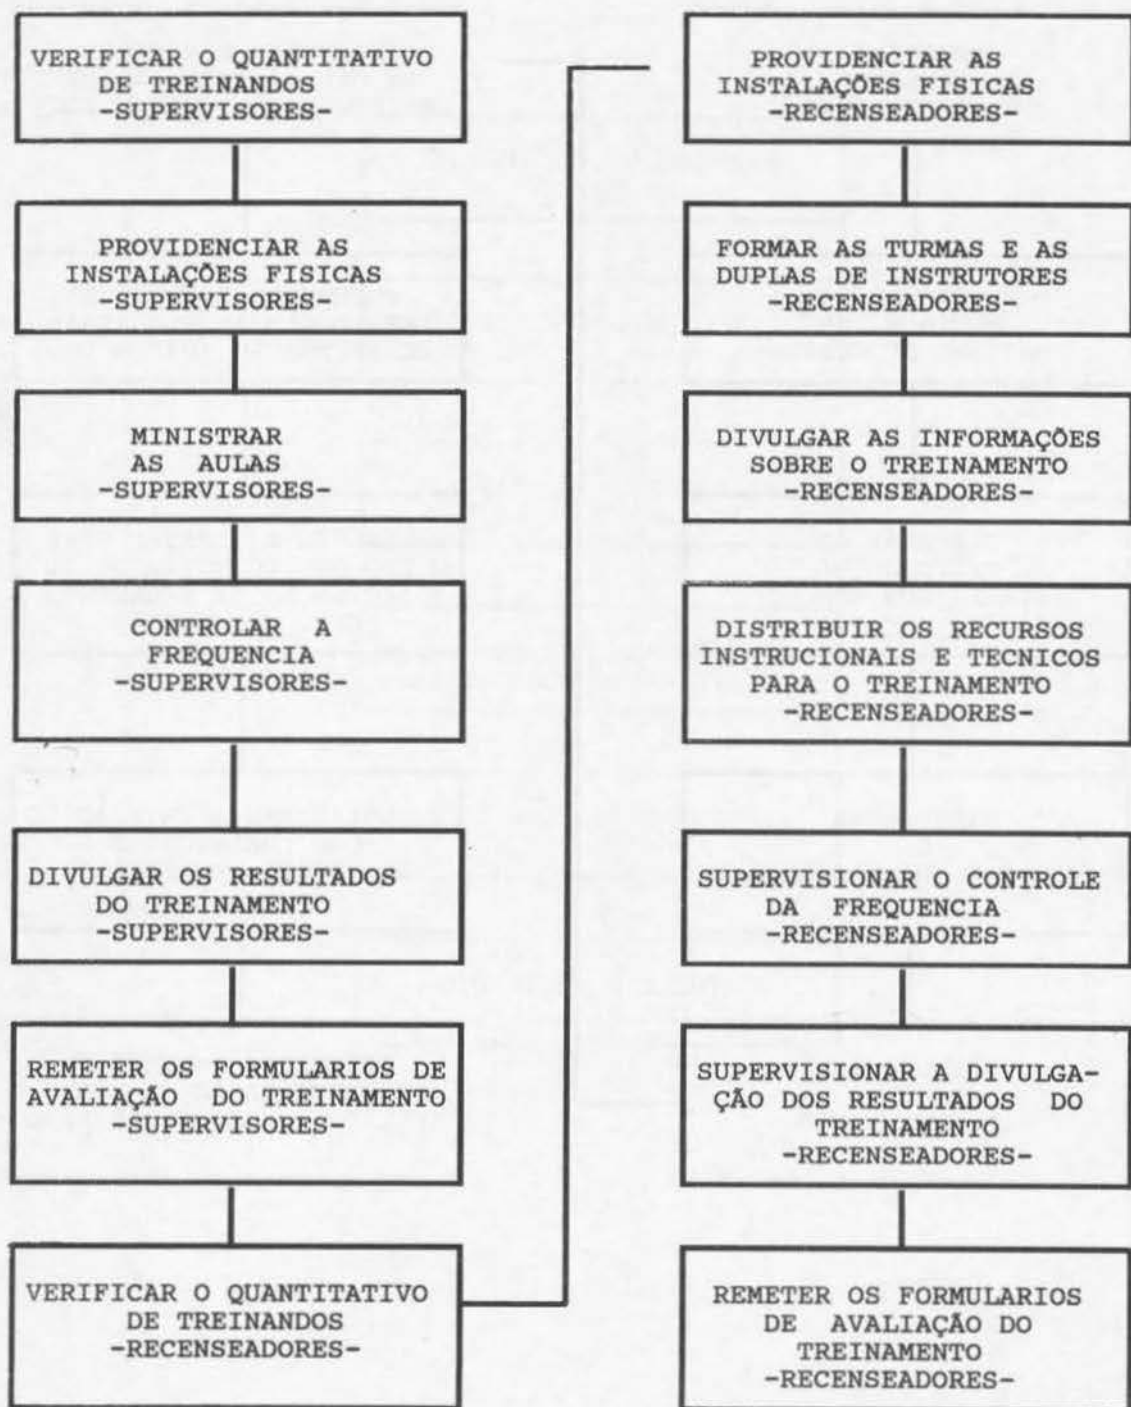 VERIFICAR O QUANTITATIVO
DE TREINANDOS
-SUPERVISORES-
PROVIDENCIAR AS
INSTALAÇÕES FISICAS
-SUPERVISORES-
MINISTRAR
AS AULAS
-SUPERVISORES-
CONTROLAR A
FREQUENCIA
-SUPERVISORES-
DIVULGAR OS RESULTADOS
DO TREINAMENTO
-SUPERVISORES-
REMETER OS FORMULARIOS DE
AVALIAÇÃO DO TREINAMENTO
-SUPERVISORES-
VERIFICAR O QUANTITATIVO
DE TREINANDOS
-RECENSEADORES-
PROVIDENCIAR AS
INSTALAÇÕES FISICAS
-RECENSEADORES-
FORMAR AS TURMAS E AS
DUPLAS DE INSTRUTORES
-RECENSEADORES-
DIVULGAR AS INFORMAÇÕES
SOBRE O TREINAMENTO
-RECENSEADORES-
DISTRIBUIR OS RECURSOS
INSTRUCIONAIS E TECNICOS
PARA O TREINAMENTO
-RECENSEADORES-
SUPERVISIONAR O CONTROLE
DA FREQUENCIA
-RECENSEADORES-
SUPERVISIONAR A DIVULGA-
ÇÃO DOS RESULTADOS DO
TREINAMENTO
-RECENSEADORES-
REMETER OS FORMULARIOS
DE AVALIAÇÃO DO
TREINAMENTO
-RECENSEADORES-